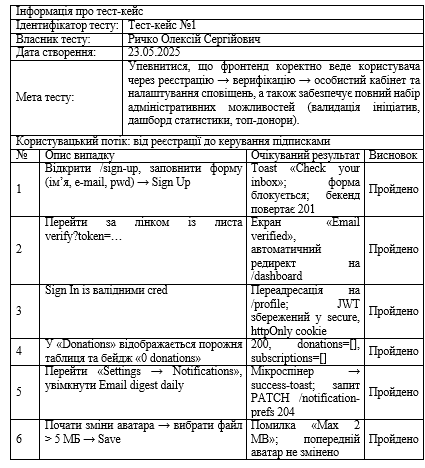 Інформація про тест-кейс
Ідентифікатор тесту: Тест-кейс №1
Власник тесту: Ричко Олексій Сергійович
Дата створення: 23.05.2025
Мета тесту:
Упевнитися, що фронтенд коректно веде користувача
через реєстрацію → верифікацію → особистий кабінет та
налаштування сповіщень, а також забезпечує повний набір
адміністративних можливостей (валідація ініціатив,
дашборд статистики, топ-донори).
Користувацький потік: від реєстрації до керування підписками
№ Опис випадку Очікуваний результат Висновок
1
Відкрити /sign-up, заповнити форму
(ім’я, e-mail, pwd) → Sign Up
Toast «Check your
inbox»; форма
блокується; бекенд
повертає 201
Пройдено
2
Перейти за лінком із листа
verify?token=…
Екран «Email
verified»,
автоматичний
редирект на
/dashboard
Пройдено
3
Sign In із валідними cred
Переадресація на
/profile; JWT
збережений у secure,
httpOnly cookie
Пройдено
4
У «Donations» відображається порожня
таблиця та бейдж «0 donations»
200, donations=[],
subscriptions=[]
Пройдено
5
Перейти «Settings → Notifications»,
увімкнути Email digest daily
Мікроспінер →
success-toast; запит
PATCH /notification-
prefs 204
Пройдено
6
Почати зміни аватара → вибрати файл
> 5 МБ → Save
Помилка «Max 2
MB»; попередній
аватар не змінено
Пройдено